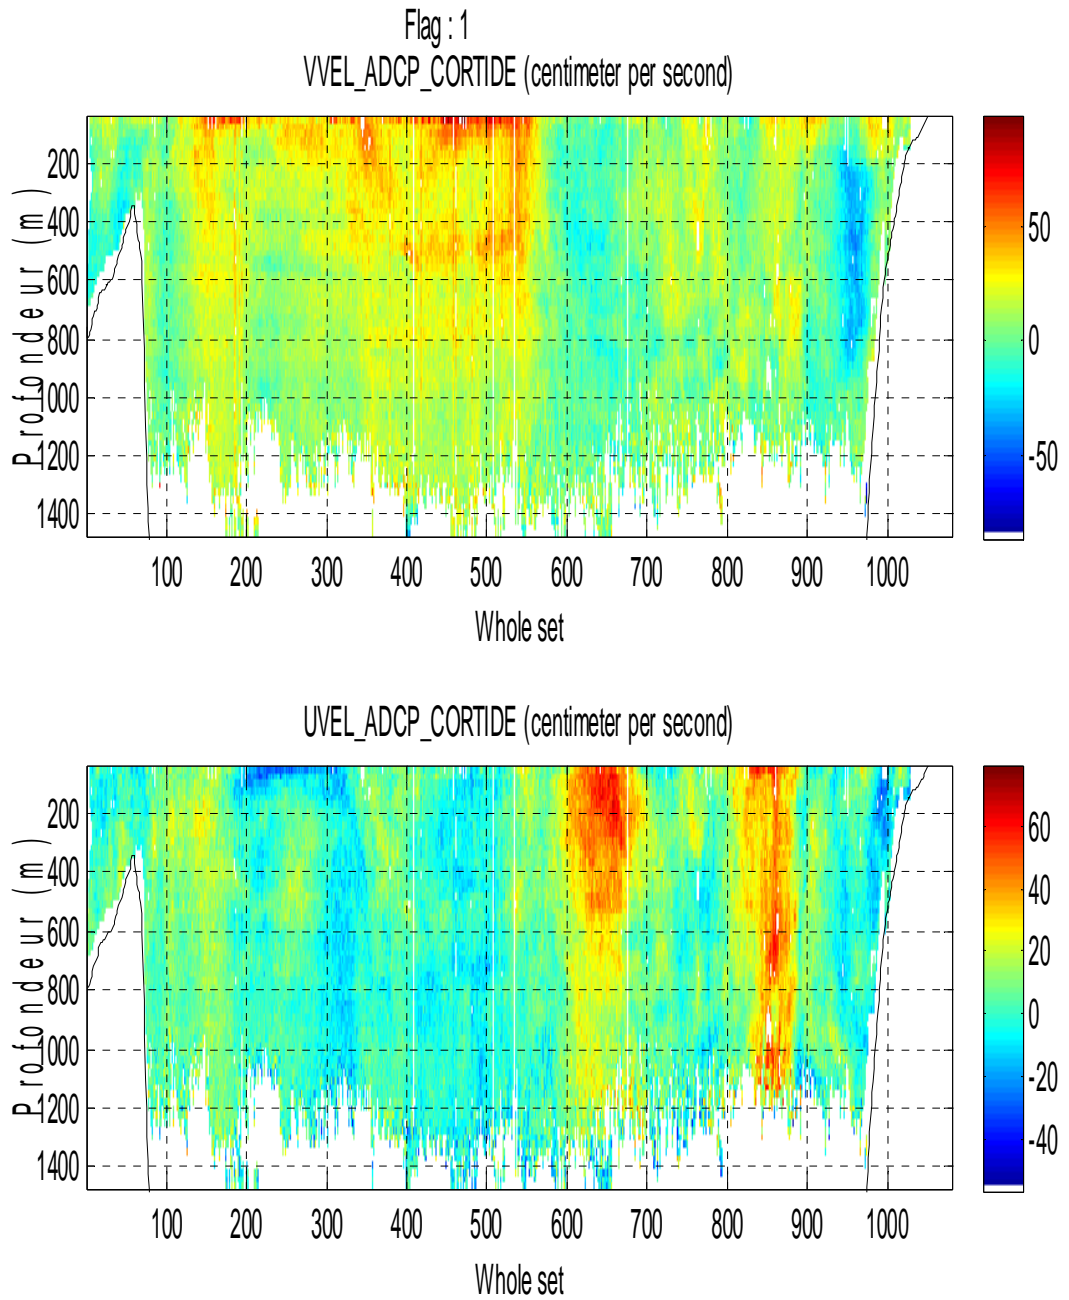 Flag : 1
VVEL_ADCP_CORTIDE (centimeter per second)
Profondeur (m)
200
400
600
800
1000
1200
1400
100 200 300 400 500 600 700 800 900 1000
Whole set
50
0
-50
UVEL_ADCP_CORTIDE (centimeter per second)
Profondeur (m)
200
400
600
800
1000
1200
1400
100 200 300 400 500 600 700 800 900 1000
Whole set
60
40
20
0
-20
-40